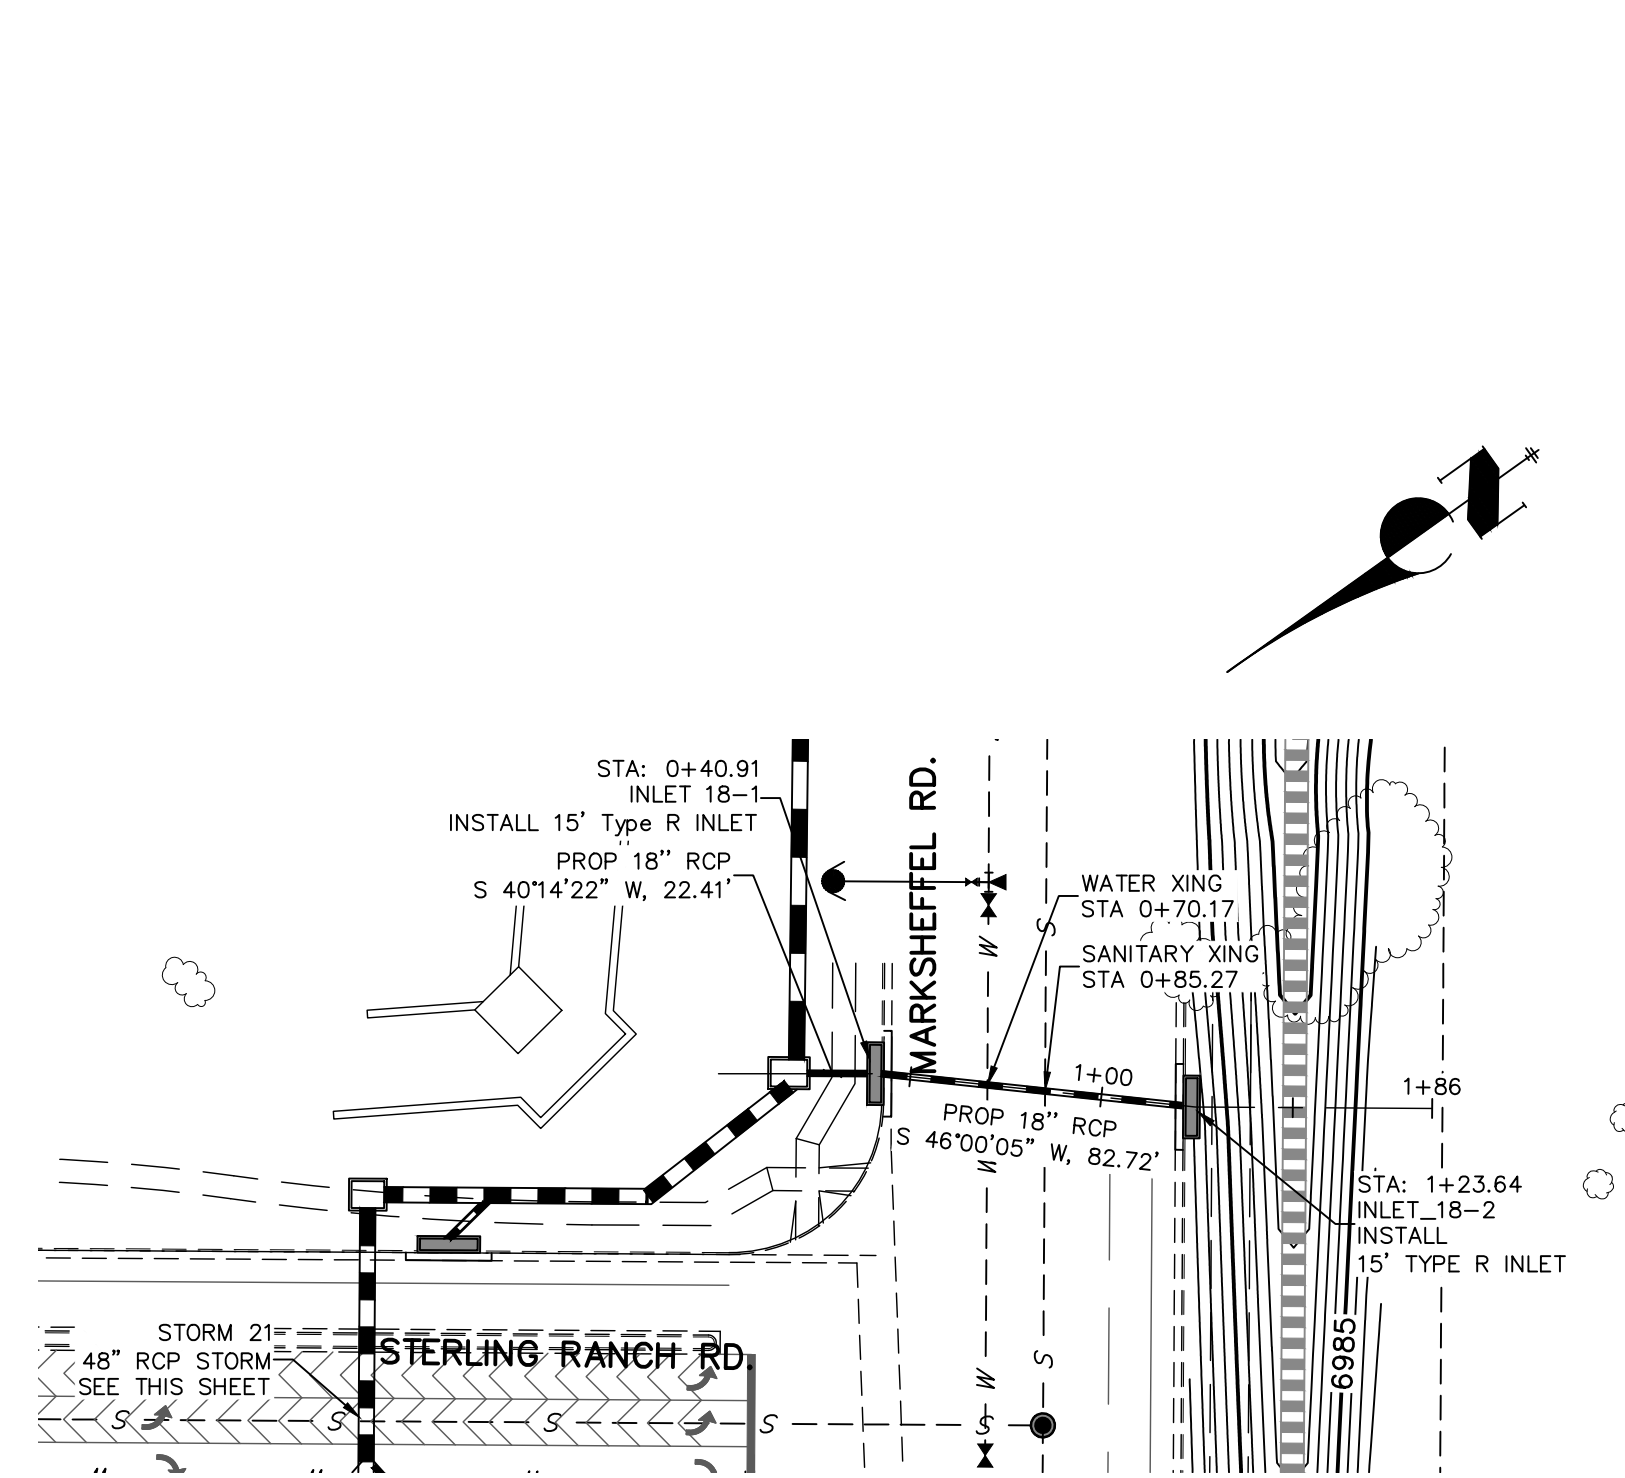 N
STA: 0+40.91
INLET 18-1
INSTALL 15' Type R INLET
PROP 18'' RCP
S 40°14'22" W, 22.41'
MARKSHEFFEL RD.
WATER XING
STA 0+70.17
SANITARY XING
STA 0+85.27
W
S
1+00
1+86
PROP 18'' RCP
S 46°00'05" W, 82.72'
W
STA: 1+23.64
INLET_18-2
INSTALL
15' TYPE R INLET
6985
STORM 21
48" RCP STORM
SEE THIS SHEET
STERLING RANCH RD.
W
S
S
S
S
S
S